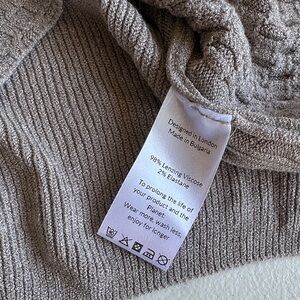 Designed in London
Made in Bulgaria
98% Lenzing Viscose
2% Elastane
To prolong the life of
your product and the
Planet.
Wear more, wash less,
enjoy for longer.